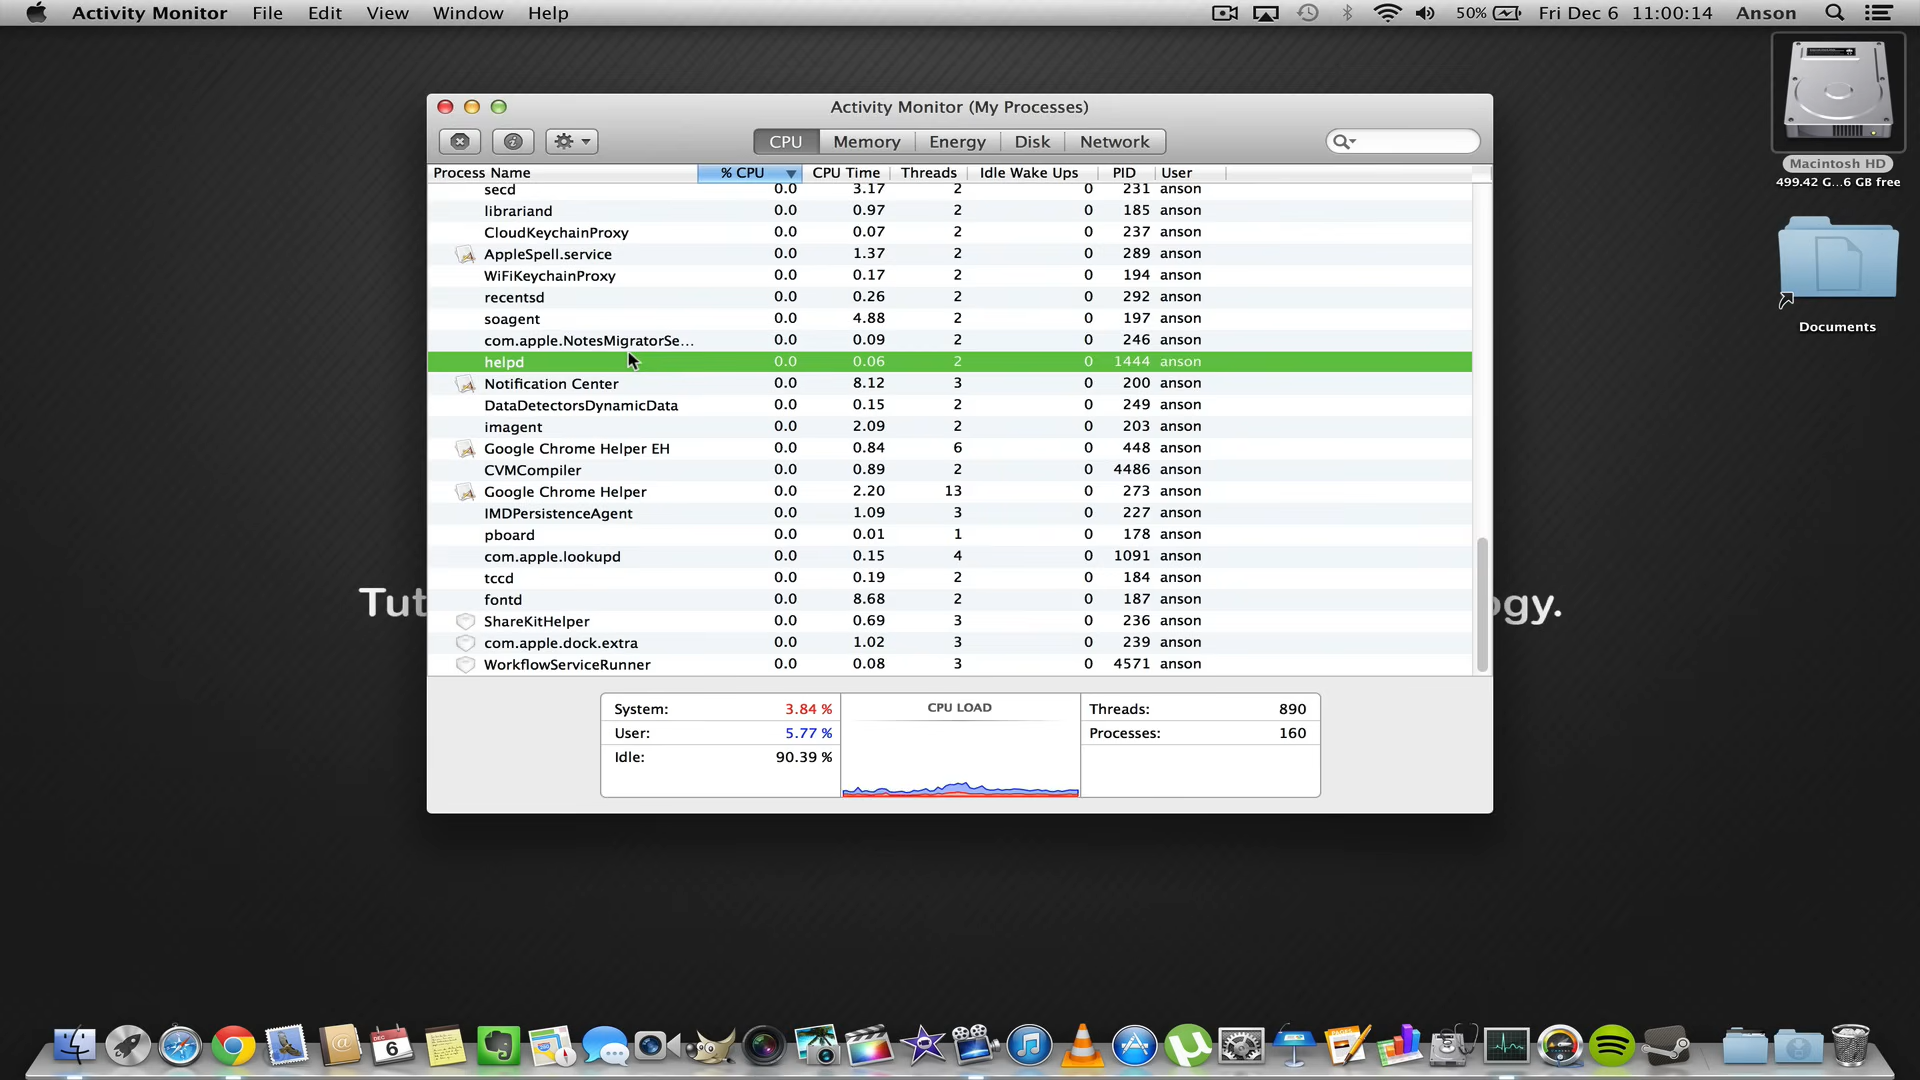 Activity Monitor File Edit View Window Help 50% Fri Dec 6 11:00:14 Anson
Macintosh HD
499.42 G...6 GB free
Documents
Activity Monitor (My Processes)
CPU Memory Energy Disk Network
Process Name % CPU CPU Time Threads Idle Wake Ups PID User
secd 0.0 3.17 2 0 231 anson
librariand 0.0 0.97 2 0 185 anson
CloudKeychainProxy 0.0 0.07 2 0 237 anson
AppleSpell.service 0.0 1.37 2 0 289 anson
WiFiKeychainProxy 0.0 0.17 2 0 194 anson
recentsd 0.0 0.26 2 0 292 anson
soagent 0.0 4.88 2 0 197 anson
com.apple.NotesMigratorSe... 0.0 0.09 2 0 246 anson
helpd 0.0 0.06 2 0 1444 anson
Notification Center 0.0 8.12 3 0 200 anson
DataDetectorsDynamicData 0.0 0.15 2 0 249 anson
imagent 0.0 2.09 2 0 203 anson
Google Chrome Helper EH 0.0 0.84 6 0 448 anson
CVMCompiler 0.0 0.89 2 0 4486 anson
Google Chrome Helper 0.0 2.20 13 0 273 anson
IMDPersistenceAgent 0.0 1.09 3 0 227 anson
pboard 0.0 0.01 1 0 178 anson
com.apple.lookupd 0.0 0.15 4 0 1091 anson
tccd 0.0 0.19 2 0 184 anson
fontd 0.0 8.68 2 0 187 anson
ShareKitHelper 0.0 0.69 3 0 236 anson
com.apple.dock.extra 0.0 1.02 3 0 239 anson
WorkflowServiceRunner 0.0 0.08 3 0 4571 anson
Tut ogy.
System: 3.84 % CPU LOAD Threads: 890
User: 5.77 % Processes: 160
Idle: 90.39 %
DEC
6